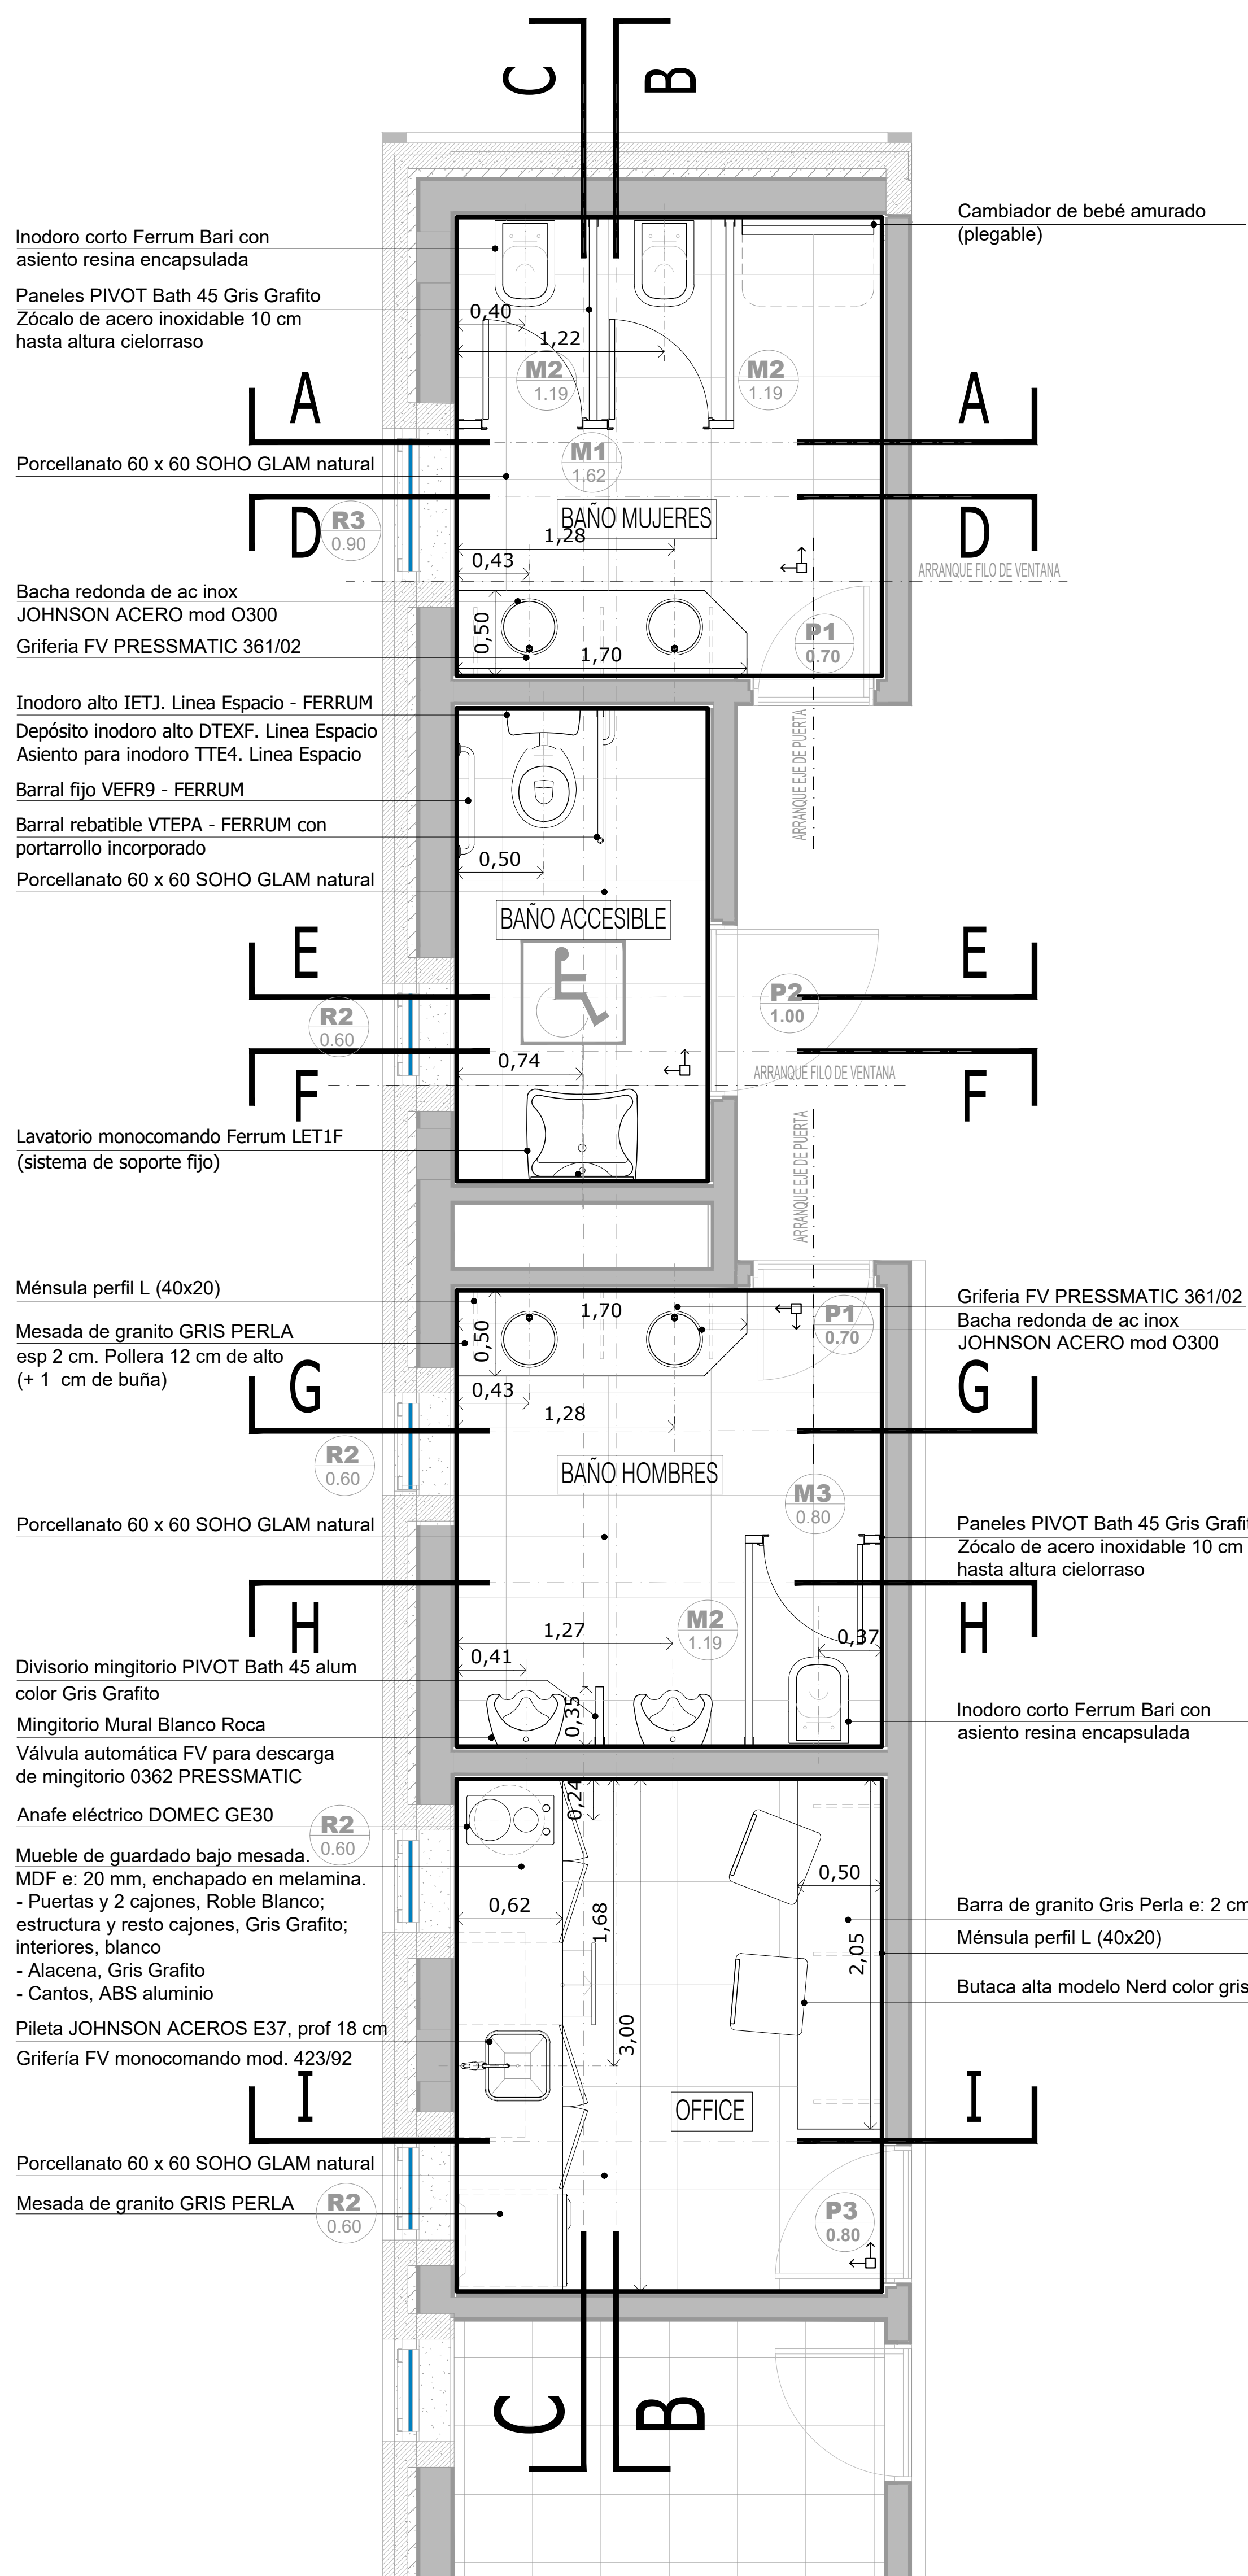 C
B
Inodoro corto Ferrum Bari con
asiento resina encapsulada
Cambiador de bebé amurado
(plegable)
Paneles PIVOT Bath 45 Gris Grafito
Zócalo de acero inoxidable 10 cm
hasta altura cielorraso
0,40
1,22
M2
1.19
M2
1.19
A
A
Porcellanato 60 x 60 SOHO GLAM natural
M1
1.62
D
R3
0.90
BAÑO MUJERES
D
1,28
0,43
ARRANQUE FILO DE VENTANA
Bacha redonda de ac inox
JOHNSON ACERO mod O300
Griferia FV PRESSMATIC 361/02
0,50
1,70
P1
0.70
Inodoro alto IETJ. Linea Espacio - FERRUM
Depósito inodoro alto DTEXF. Linea Espacio
Asiento para inodoro TTE4. Linea Espacio
ARRANQUE EJE DE PUERTA
Barral fijo VEFR9 - FERRUM
Barral rebatible VTEPA - FERRUM con
portarrollo incorporado
0,50
Porcellanato 60 x 60 SOHO GLAM natural
BAÑO ACCESIBLE
E
E
P2
1.00
R2
0.60
0,74
F
F
ARRANQUE FILO DE VENTANA
Lavatorio monocomando Ferrum LET1F
(sistema de soporte fijo)
ARRANQUE EJE DE PUERTA
Ménsula perfil L (40x20)
Mesada de granito GRIS PERLA
esp 2 cm. Pollera 12 cm de alto
(+ 1 cm de buña)
0,50
1,70
P1
0.70
Griferia FV PRESSMATIC 361/02
Bacha redonda de ac inox
JOHNSON ACERO mod O300
G
G
0,43
1,28
R2
0.60
BAÑO HOMBRES
M3
0.80
Porcellanato 60 x 60 SOHO GLAM natural
Paneles PIVOT Bath 45 Gris Grafit
Zócalo de acero inoxidable 10 cm
hasta altura cielorraso
H
H
M2
1.19
1,27
0,41
0,37
0,35
Divisorio mingitorio PIVOT Bath 45 alum
color Gris Grafito
Mingitorio Mural Blanco Roca
Válvula automática FV para descarga
de mingitorio 0362 PRESSMATIC
Inodoro corto Ferrum Bari con
asiento resina encapsulada
Anafe eléctrico DOMEC GE30
R2
0.60
0,24
Mueble de guardado bajo mesada.
MDF e: 20 mm, enchapado en melamina.
- Puertas y 2 cajones, Roble Blanco;
estructura y resto cajones, Gris Grafito;
interiores, blanco
- Alacena, Gris Grafito
- Cantos, ABS aluminio
0,62
1,68
3,00
0,50
2,05
Barra de granito Gris Perla e: 2 cm
Ménsula perfil L (40x20)
Butaca alta modelo Nerd color gris
Pileta JOHNSON ACEROS E37, prof 18 cm
Grifería FV monocomando mod. 423/92
I
I
OFFICE
Porcellanato 60 x 60 SOHO GLAM natural
Mesada de granito GRIS PERLA
R2
0.60
P3
0.80
C
B